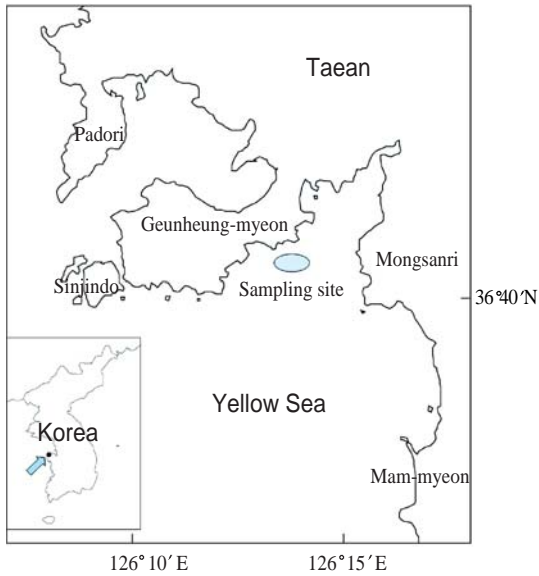 Taean
Padori
Geunheung-myeon
Mongsanri
Sinjindo
Sampling site
36°40′N
Yellow Sea
Korea
Mam-myeon
126°10′E
126°15′E